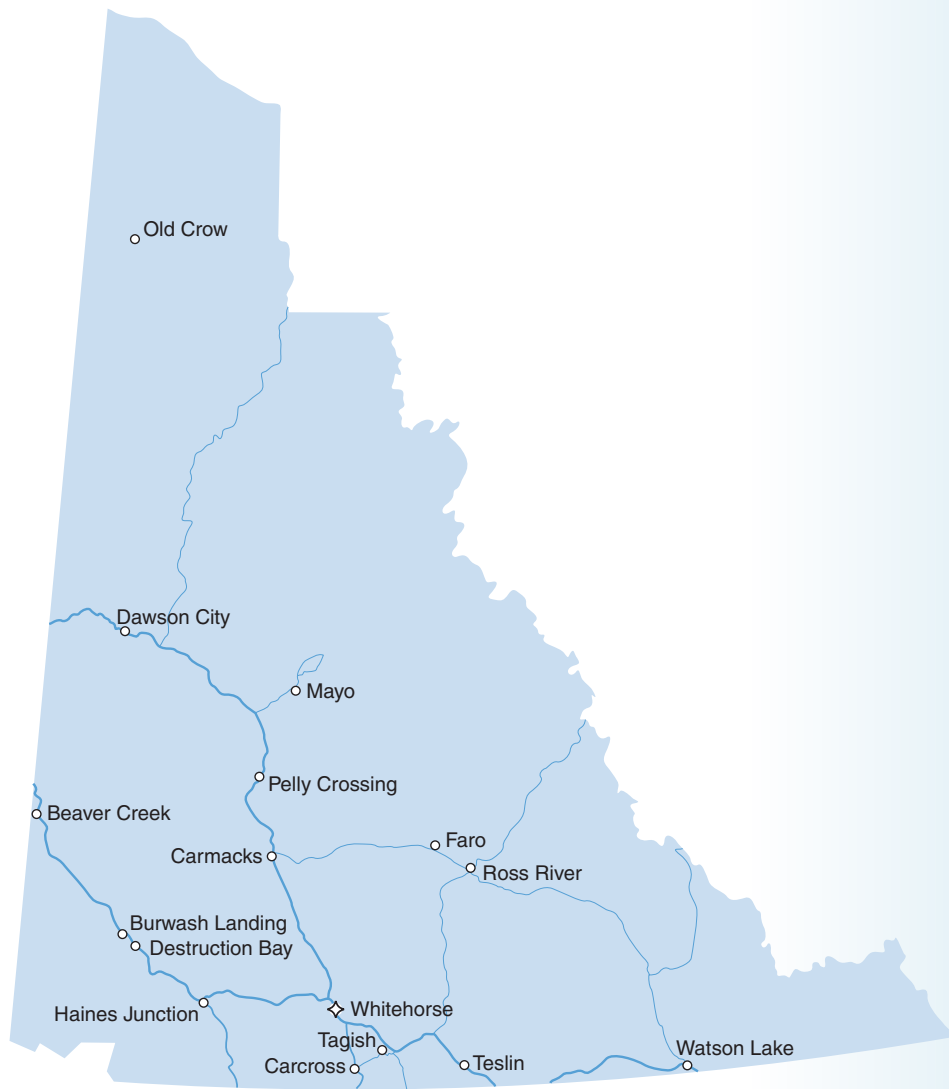 Old Crow
Dawson City
Mayo
Pelly Crossing
Beaver Creek
Faro
Carmacks
Ross River
Burwash Landing
Destruction Bay
Haines Junction
Whitehorse
Tagish
Watson Lake
Carcross
Teslin